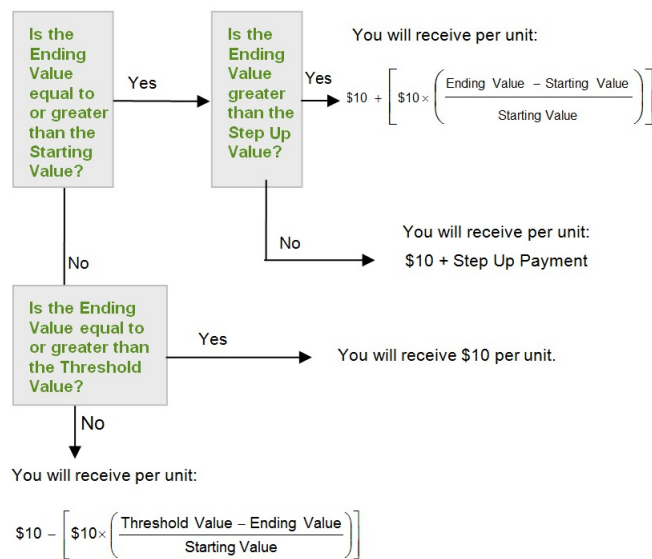 Is the
Ending
Value
equal to
or greater
than the
Starting
Value?
Yes
Is the
Ending
Value
greater
than the
Step Up
Value?
Yes
You will receive per unit:
$10 + [ $10 × ( Ending Value – Starting Value
Starting Value ) ]
No
You will receive per unit:
$10 + Step Up Payment
No
Is the Ending
Value equal to
or greater than
the Threshold
Value?
Yes
You will receive $10 per unit.
No
You will receive per unit:
$10 – [ $10× ( Threshold Value – Ending Value
Starting Value ) ]